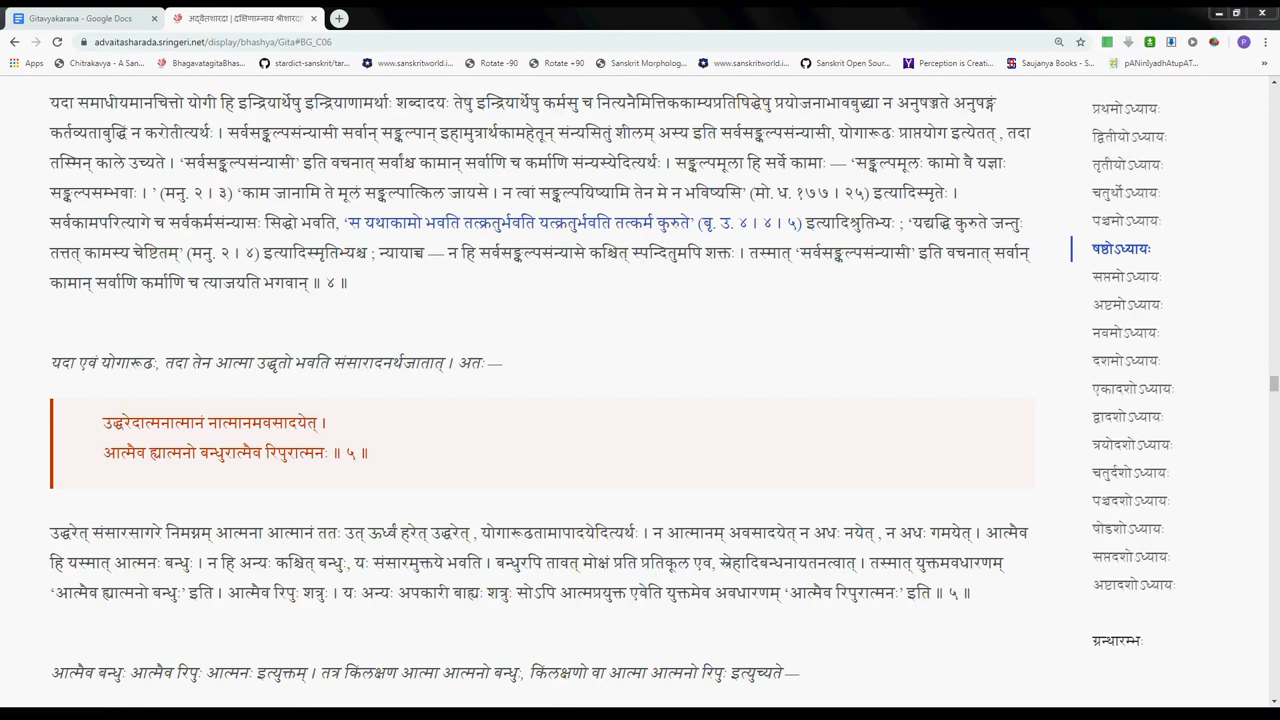 Gitavyakarana - Google Docs
अद्वैतशारदा | दक्षिणाम्नाय श्रीशारदा
advaitasharada.sringeri.net/display/bhashya/Gita#BG_C06
Apps Chitrakavya - A San... BhagavatagitaBhas... stardict-sanskrit/tar... www.sanskritworld.i... Rotate -90 Rotate +90 Sanskrit Morpholog... www.sanskritworld.i... Sanskrit Open Sour... Perception is Creati... Saujanya Books - S... pANinIyadhAtupAT... »
यदा समाधीयमानचित्तो योगी हि इन्द्रियार्थेषु इन्द्रियाणामर्थाः शब्दादयः तेषु इन्द्रियार्थेषु कर्मसु च नित्यनैमित्तिककाम्यप्रतिषिद्धेषु प्रयोजनाभावबुद्ध्या न अनुषज्जते अनुषङ्गं
कर्तव्यताबुद्धिं न करोतीत्यर्थः । सर्वसङ्कल्पसंन्यासी सर्वान् सङ्कल्पान् इहामुत्रार्थकामहेतून् संन्यसितुं शीलम् अस्य इति सर्वसङ्कल्पसंन्यासी, योगारूढः प्राप्तयोग इत्येतत् , तदा
तस्मिन् काले उच्यते । ‘सर्वसङ्कल्पसंन्यासी’ इति वचनात् सर्वांश्च कामान् सर्वाणि च कर्माणि संन्यस्येदित्यर्थः । सङ्कल्पमूला हि सर्वे कामाः — ‘सङ्कल्पमूलः कामो वै यज्ञाः
सङ्कल्पसम्भवाः । ’ (मनु. २ । ३) ‘काम जानामि ते मूलं सङ्कल्पात्किल जायसे । न त्वां सङ्कल्पयिष्यामि तेन मे न भविष्यसि’ (मो. ध. १७७ । २५) इत्यादिस्मृतेः ।
सर्वकामपरित्यागे च सर्वकर्मसंन्यासः सिद्धो भवति, ‘स यथाकामो भवति तत्क्रतुर्भवति यत्क्रतुर्भवति तत्कर्म कुरुते’ (बृ. उ. ४ । ४ । ५) इत्यादिश्रुतिभ्यः ; ‘यद्यद्धि कुरुते जन्तुः
तत्तत् कामस्य चेष्टितम्’ (मनु. २ । ४) इत्यादिस्मृतिभ्यश्च ; न्यायाच्च — न हि सर्वसङ्कल्पसंन्यासे कश्चित् स्पन्दितुमपि शक्तः । तस्मात् ‘सर्वसङ्कल्पसंन्यासी’ इति वचनात् सर्वान्
कामान् सर्वाणि कर्माणि च त्याजयति भगवान् ॥ ४ ॥
यदा एवं योगारूढः, तदा तेन आत्मा उद्धृतो भवति संसारादनर्थजातात् । अतः —
उद्धरेदात्मनात्मानं नात्मानमवसादयेत् ।
आत्मैव ह्यात्मनो बन्धुरात्मैव रिपुरात्मनः ॥ ५ ॥
उद्धरेत् संसारसागरे निमग्नम् आत्मना आत्मानं ततः उत् ऊर्ध्वं हरेत् उद्धरेत् , योगारूढतामापादयेदित्यर्थः । न आत्मानम् अवसादयेत् न अधः नयेत् , न अधः गमयेत् । आत्मैव
हि यस्मात् आत्मनः बन्धुः । न हि अन्यः कश्चित् बन्धुः, यः संसारमुक्तये भवति । बन्धुरपि तावत् मोक्षं प्रति प्रतिकूल एव, स्नेहादिबन्धनायतनत्वात् । तस्मात् युक्तमवधारणम्
‘आत्मैव ह्यात्मनो बन्धुः’ इति । आत्मैव रिपुः शत्रुः । यः अन्यः अपकारी बाह्यः शत्रुः सोऽपि आत्मप्रयुक्त एवेति युक्तमेव अवधारणम् ‘आत्मैव रिपुरात्मनः’ इति ॥ ५ ॥
आत्मैव बन्धुः आत्मैव रिपुः आत्मनः इत्युक्तम् । तत्र किंलक्षण आत्मा आत्मनो बन्धुः, किंलक्षणो वा आत्मा आत्मनो रिपुः इत्युच्यते —
प्रथमोऽध्यायः
द्वितीयोऽध्यायः
तृतीयोऽध्यायः
चतुर्थोऽध्यायः
पञ्चमोऽध्यायः
षष्ठोऽध्यायः
सप्तमोऽध्यायः
अष्टमोऽध्यायः
नवमोऽध्यायः
दशमोऽध्यायः
एकादशोऽध्यायः
द्वादशोऽध्यायः
त्रयोदशोऽध्यायः
चतुर्दशोऽध्यायः
पञ्चदशोऽध्यायः
षोडशोऽध्यायः
सप्तदशोऽध्यायः
अष्टादशोऽध्यायः
ग्रन्थारम्भः